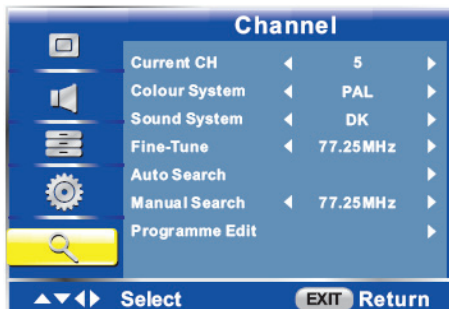 Channel
Current CH 5
Colour System PAL
Sound System DK
Fine-Tune 77.25MHz
Auto Search
Manual Search 77.25MHz
Programme Edit
Select EXIT Return